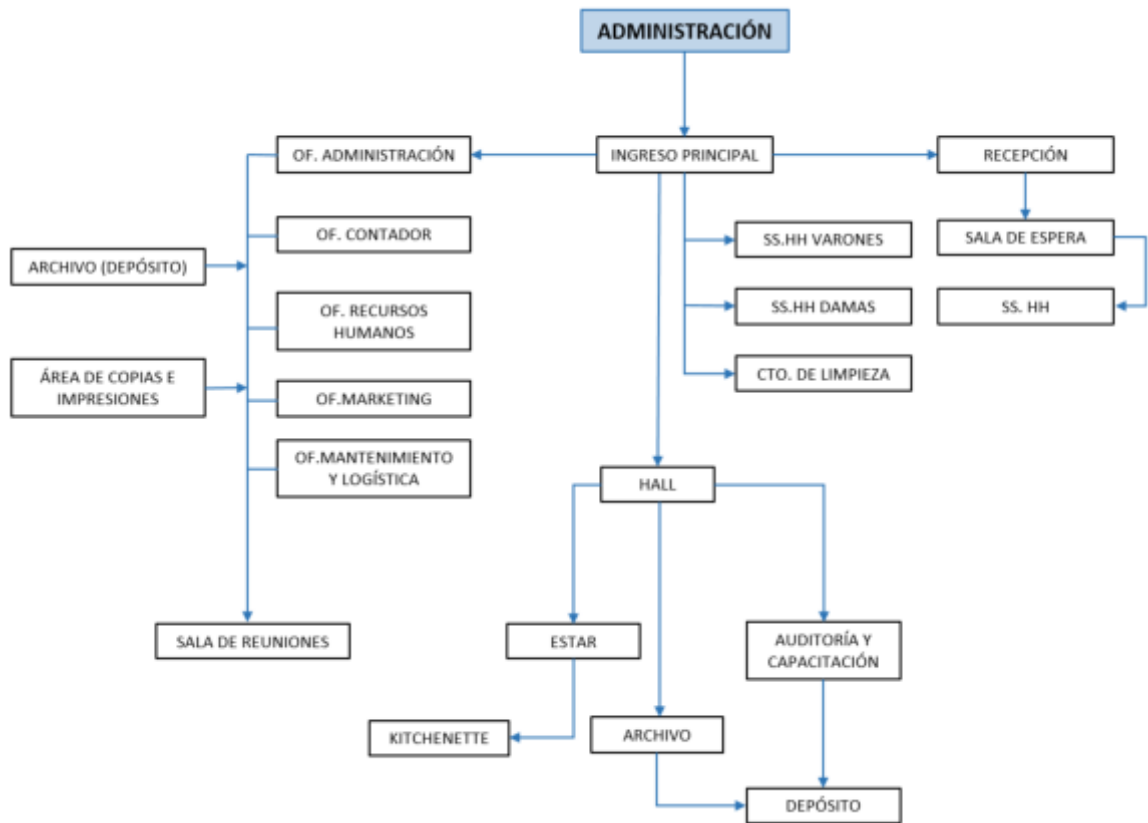 ADMINISTRACIÓN
OF. ADMINISTRACIÓN
INGRESO PRINCIPAL
RECEPCIÓN
OF. CONTADOR
SS.HH VARONES
SALA DE ESPERA
ARCHIVO (DEPÓSITO)
OF. RECURSOS
HUMANOS
SS.HH DAMAS
SS. HH
ÁREA DE COPIAS E
IMPRESIONES
OF.MARKETING
CTO. DE LIMPIEZA
OF.MANTENIMIENTO
Y LOGÍSTICA
HALL
SALA DE REUNIONES
ESTAR
AUDITORÍA Y
CAPACITACIÓN
KITCHENETTE
ARCHIVO
DEPÓSITO